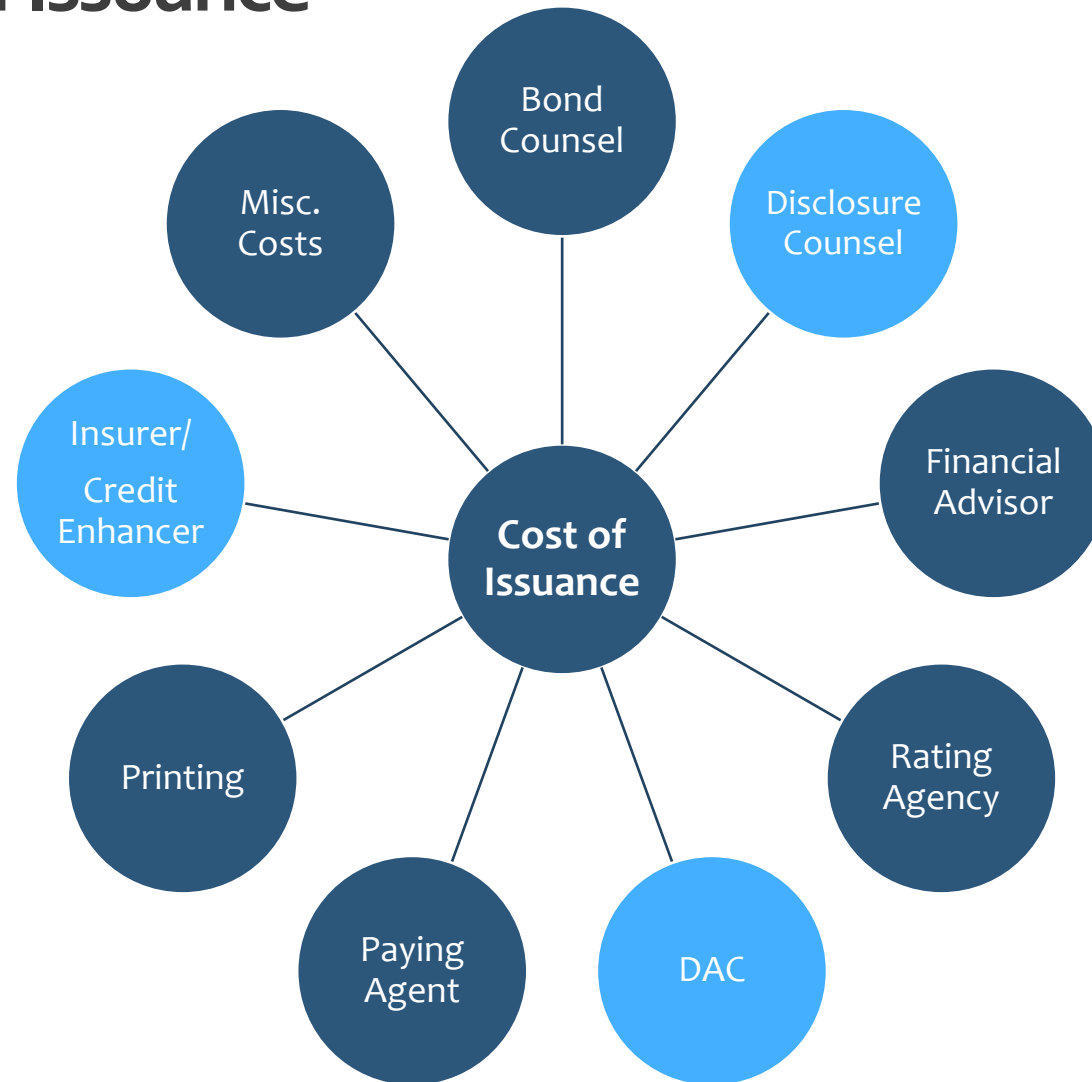 Issuance
Bond
Counsel
Disclosure
Counsel
Financial
Advisor
Rating
Agency
DAC
Paying
Agent
Printing
Insurer/
Credit
Enhancer
Misc.
Costs
Cost of
Issuance